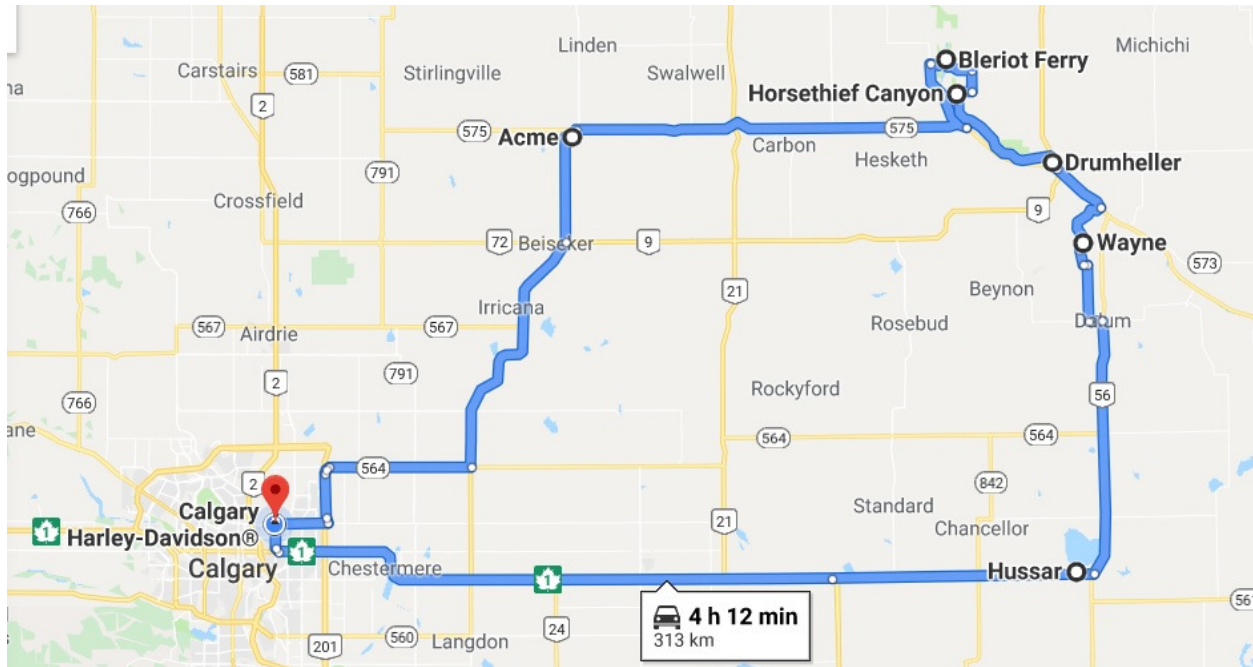 Linden
Michichi
Carstairs
581
Stirlingville
Swalwell
Bleriot Ferry
2
Horsethief Canyon
575
Acme
575
Carbon
Hesketh
Drumheller
791
ogpound
Crossfield
766
9
72
Beiseker
9
Wayne
573
21
Beynon
Irricana
567
Airdrie
567
Rosebud
2
791
Rockyford
56
766
564
564
564
2
842
Standard
Calgary
Harley-Davidson®
1
Chancellor
21
1
Calgary
Chestermere
1
Hussar
4 h 12 min
313 km
24
560
Langdon
201